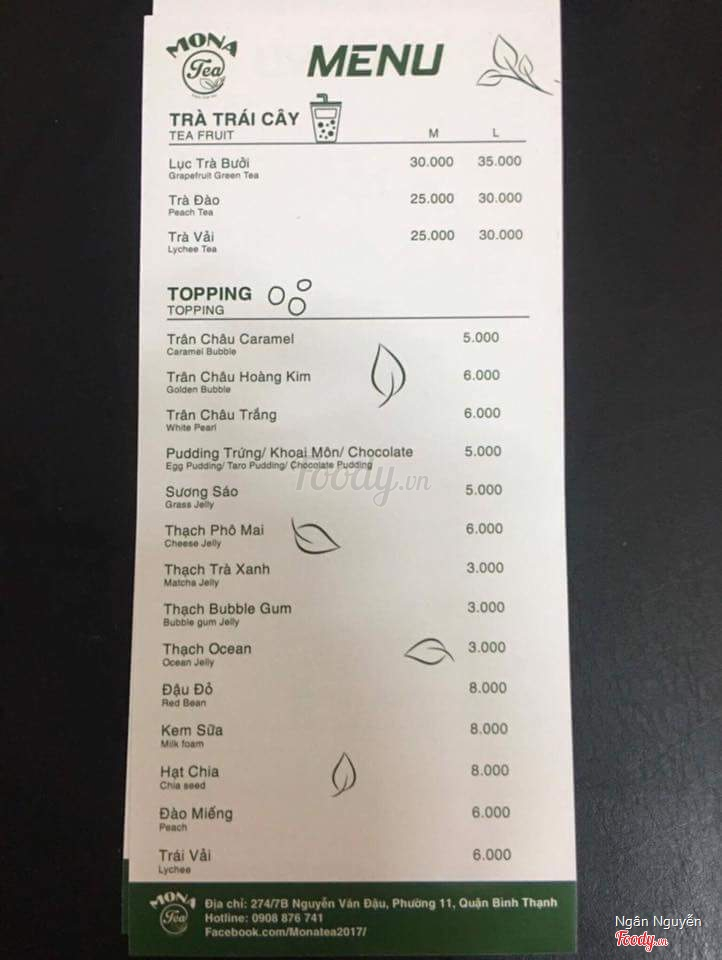 MONA
Tea
MENU
TRÀ TRÁI CÂY
TEA FRUIT
M L
Lục Trà Bưởi 30.000 35.000
Grapefruit Green Tea
Trà Đào 25.000 30.000
Peach Tea
Trà Vải 25.000 30.000
Lychee Tea
TOPPING
TOPPING
Trân Châu Caramel 5.000
Caramel Bubble
Trân Châu Hoàng Kim 6.000
Golden Bubble
Trân Châu Trắng 6.000
White Pearl
Pudding Trứng/ Khoai Môn/ Chocolate 5.000
Egg Pudding/ Taro Pudding/ Chocolate Pudding
Foody.vn
Sương Sáo 5.000
Grass Jelly
Thạch Phô Mai 6.000
Cheese Jelly
Thạch Trà Xanh 3.000
Matcha Jelly
Thạch Bubble Gum 3.000
Bubble gum Jelly
Thạch Ocean 3.000
Ocean Jelly
Đậu Đỏ 8.000
Red Bean
Kem Sữa 8.000
Milk foam
Hạt Chia 8.000
Chia seed
Đào Miếng 6.000
Peach
Trái Vải 6.000
Lychee
MONA
Tea
Địa chỉ: 274/7B Nguyễn Văn Đậu, Phường 11, Quận Bình Thạnh
Hotline: 0908 876 741
Facebook.com/Monatea2017/
Ngân Nguyễn
Foody.vn